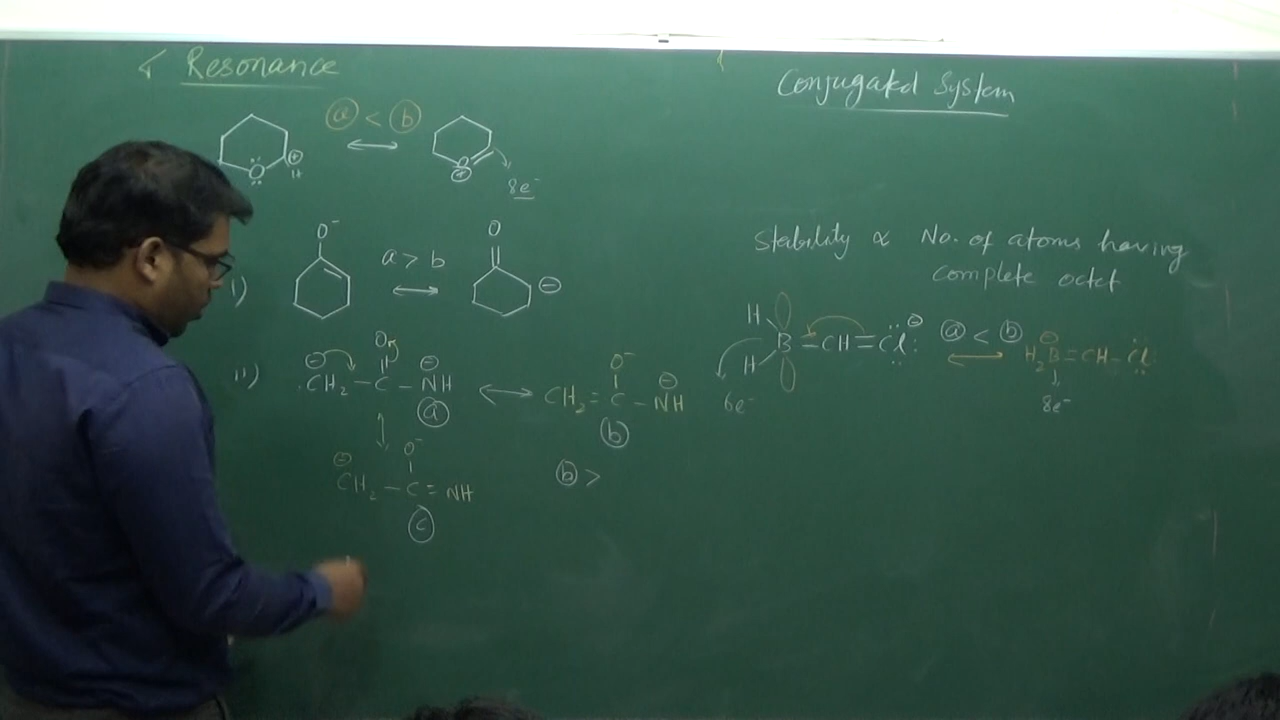 Resonance
ⓐ < ⓑ
⊕
H
O
⊕
8e⁻
I)
O⁻
a > b
O
⊖
II)
⊖ O ⊖
CH₂ – C – NH
ⓐ
O⁻ ⊖
CH₂ = C – NH
ⓑ
⊖ O⁻
CH₂ – C = NH
ⓒ
ⓑ >
Conjugated System
Stability ∝ No. of atoms having
complete octet
H
B = CH = Cl ⊖
H
6e⁻
ⓐ < ⓑ
⊖
H₂B = CH – Cl
8e⁻